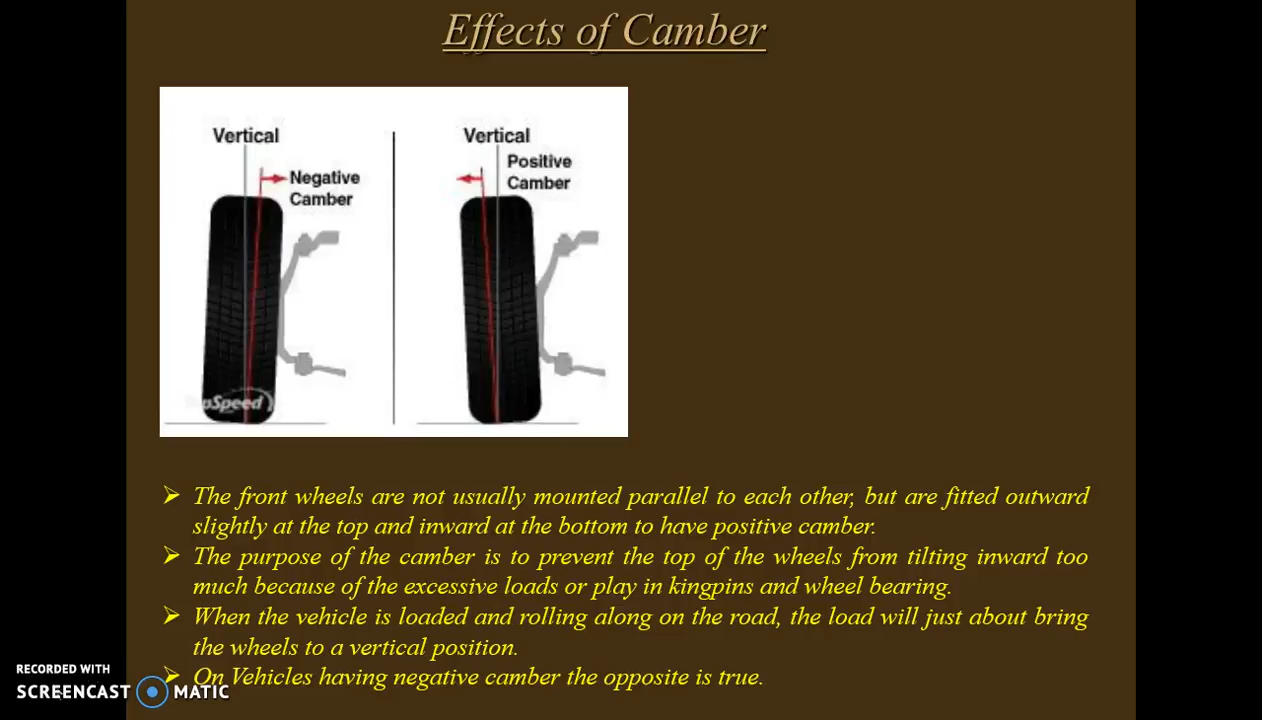 Effects of Camber
Vertical
Negative
Camber
Vertical
Positive
Camber
pSpeed
➢ The front wheels are not usually mounted parallel to each other, but are fitted outward
slightly at the top and inward at the bottom to have positive camber.
➢ The purpose of the camber is to prevent the top of the wheels from tilting inward too
much because of the excessive loads or play in kingpins and wheel bearing.
➢ When the vehicle is loaded and rolling along on the road, the load will just about bring
the wheels to a vertical position.
➢ On Vehicles having negative camber the opposite is true.
RECORDED WITH
SCREENCAST MATIC